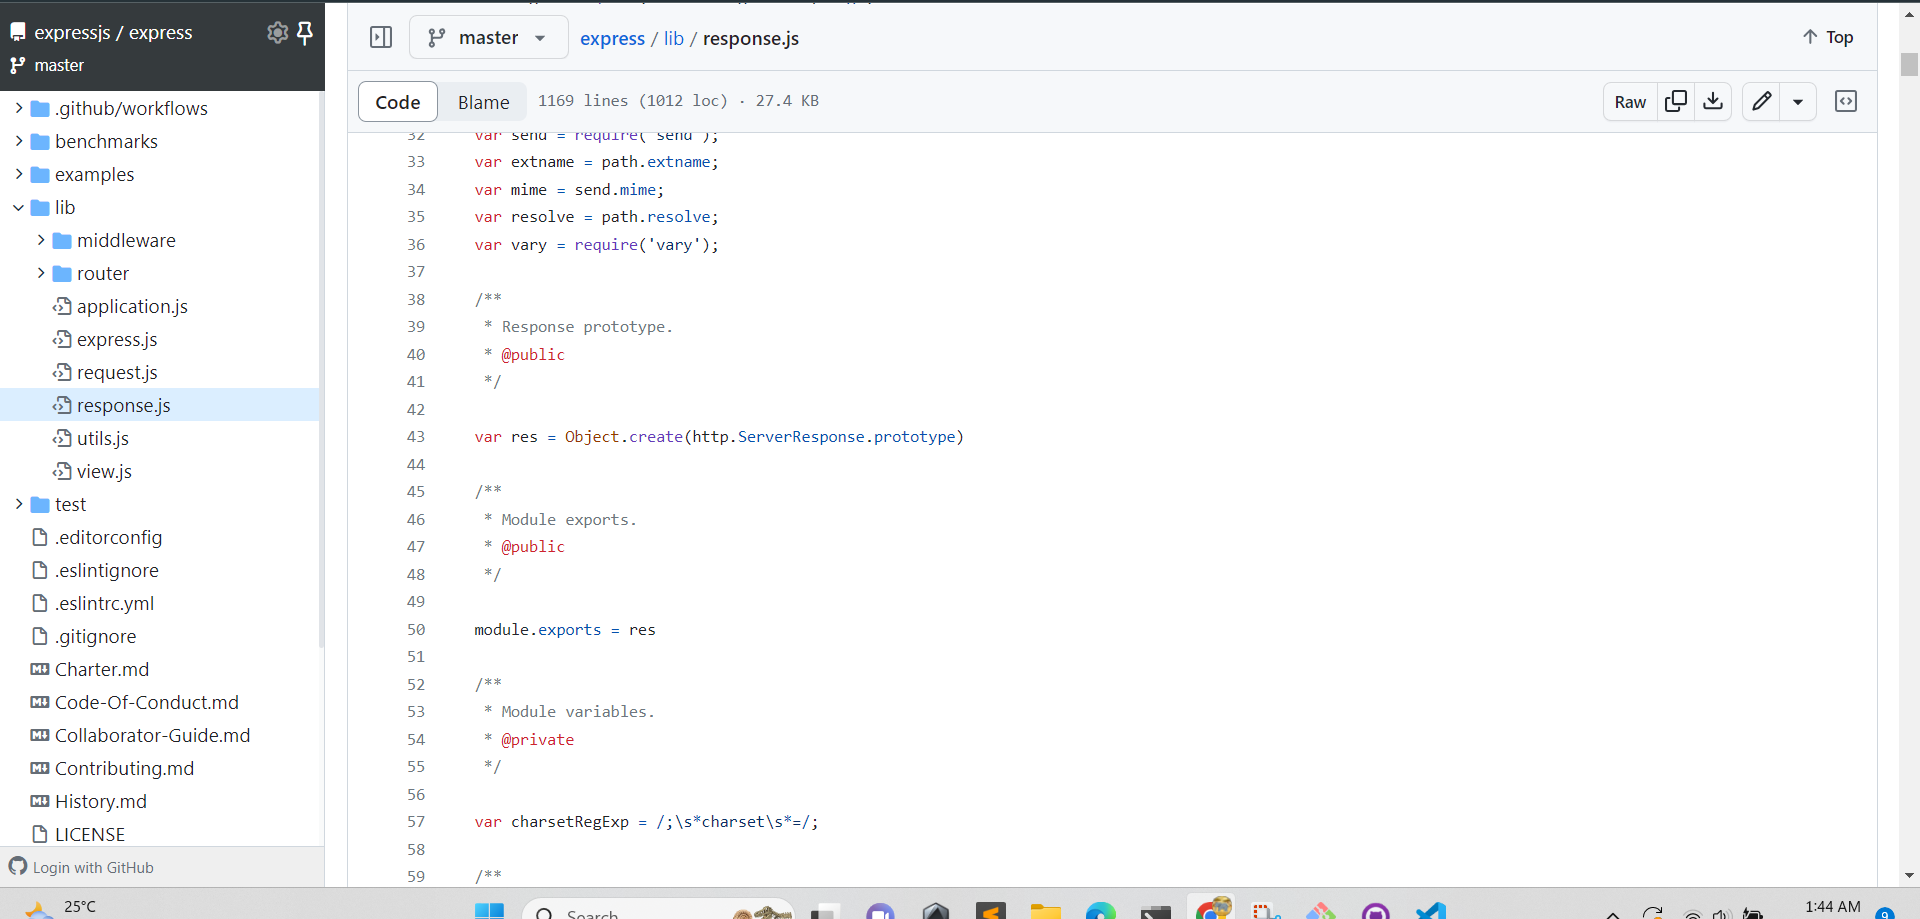 expressjs / express
master
.github/workflows
benchmarks
examples
lib
middleware
router
application.js
express.js
request.js
response.js
utils.js
view.js
test
.editorconfig
.eslintignore
.eslintrc.yml
.gitignore
Charter.md
Code-Of-Conduct.md
Collaborator-Guide.md
Contributing.md
History.md
LICENSE
Login with GitHub
master express / lib / response.js Top
Code Blame 1169 lines (1012 loc) · 27.4 KB Raw
32 var send = require('send');
33 var extname = path.extname;
34 var mime = send.mime;
35 var resolve = path.resolve;
36 var vary = require('vary');
37
38 /**
39 * Response prototype.
40 * @public
41 */
42
43 var res = Object.create(http.ServerResponse.prototype)
44
45 /**
46 * Module exports.
47 * @public
48 */
49
50 module.exports = res
51
52 /**
53 * Module variables.
54 * @private
55 */
56
57 var charsetRegExp = /;\s*charset\s*=/;
58
59 /**
25°C Search 1:44 AM 9